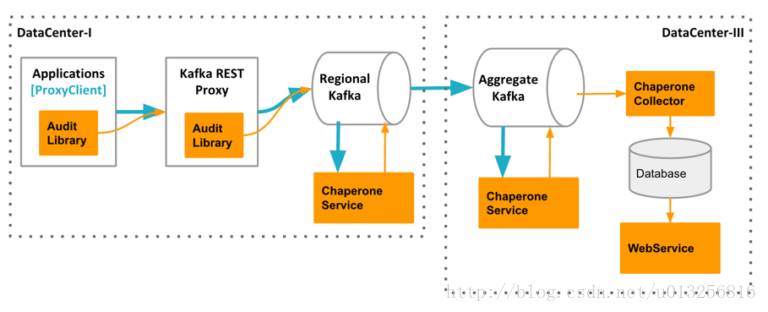 DataCenter-I
DataCenter-III
Applications
[ProxyClient]
Audit
Library
Kafka REST
Proxy
Audit
Library
Regional
Kafka
Chaperone
Service
Aggregate
Kafka
Chaperone
Service
Chaperone
Collector
Database
WebService
http://blog.csdn.net/u013256816